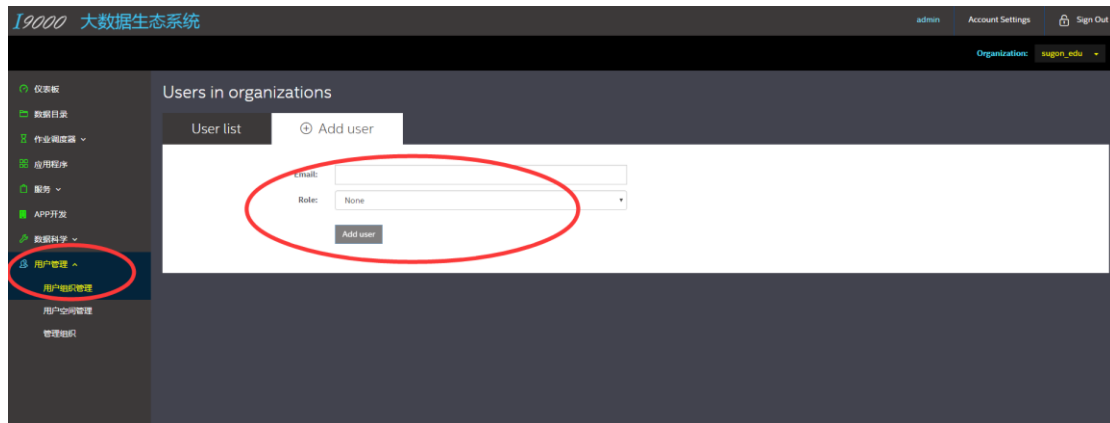 I9000 大数据生态系统
admin Account Settings Sign Out
Organization: sugon_edu
仪表板
数据目录
作业调度器
应用程序
服务
APP开发
数据科学
用户管理
用户组织管理
用户空间管理
管理组织
Users in organizations
User list Add user
Email:
Role: None
Add user